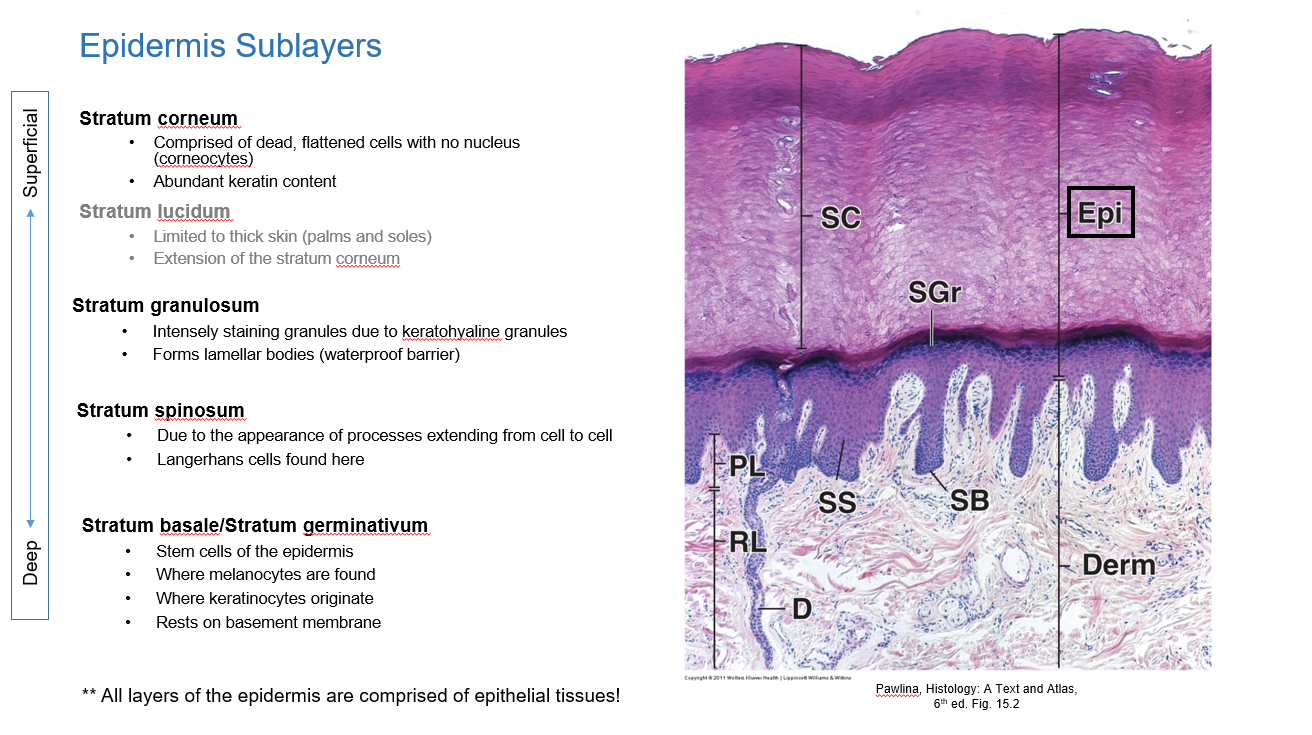 Epidermis Sublayers
Superficial
Deep
Stratum corneum
• Comprised of dead, flattened cells with no nucleus
(corneocytes)
• Abundant keratin content
Stratum lucidum
• Limited to thick skin (palms and soles)
• Extension of the stratum corneum
Stratum granulosum
• Intensely staining granules due to keratohyaline granules
• Forms lamellar bodies (waterproof barrier)
Stratum spinosum
• Due to the appearance of processes extending from cell to cell
• Langerhans cells found here
Stratum basale/Stratum germinativum
• Stem cells of the epidermis
• Where melanocytes are found
• Where keratinocytes originate
• Rests on basement membrane
** All layers of the epidermis are comprised of epithelial tissues!
SC
Epi
SGr
PL
SS
SB
RL
Derm
D
Copyright © 2011 Wolters Kluwer Health | Lippincott Williams & Wilkins
Pawlina, Histology: A Text and Atlas,
6th ed. Fig. 15.2